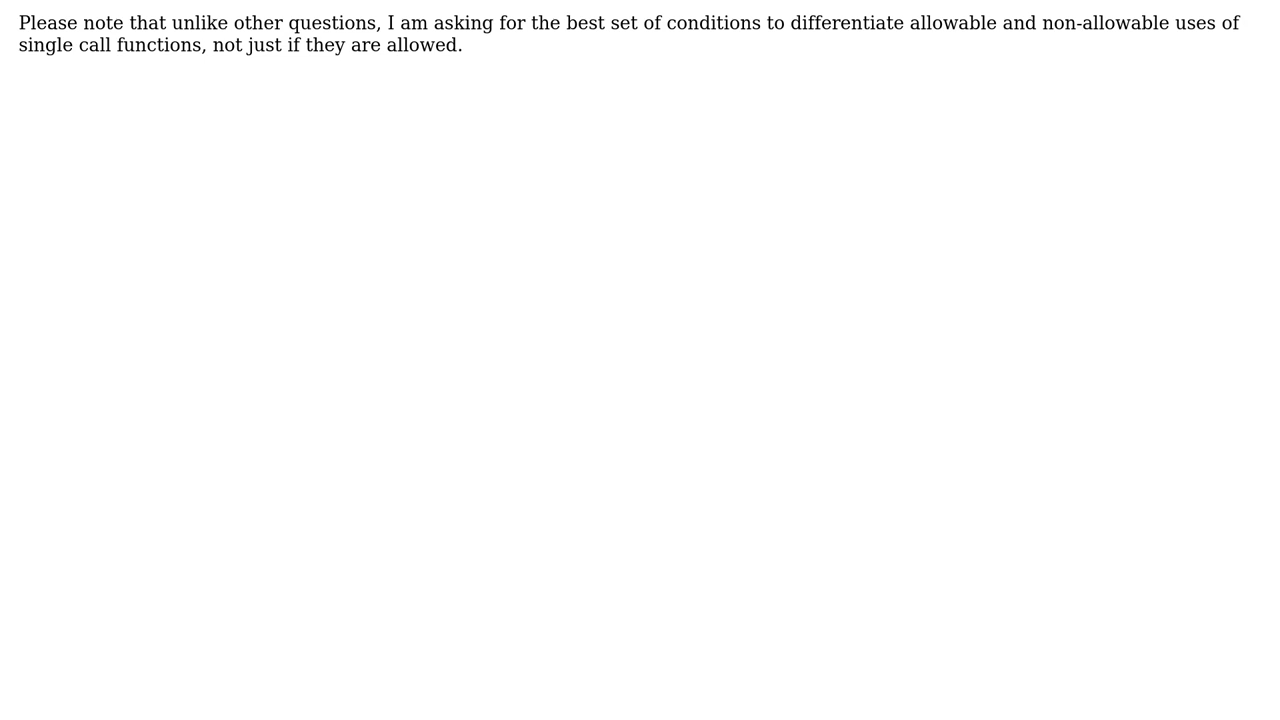 Please note that unlike other questions, I am asking for the best set of conditions to differentiate allowable and non-allowable uses of
single call functions, not just if they are allowed.